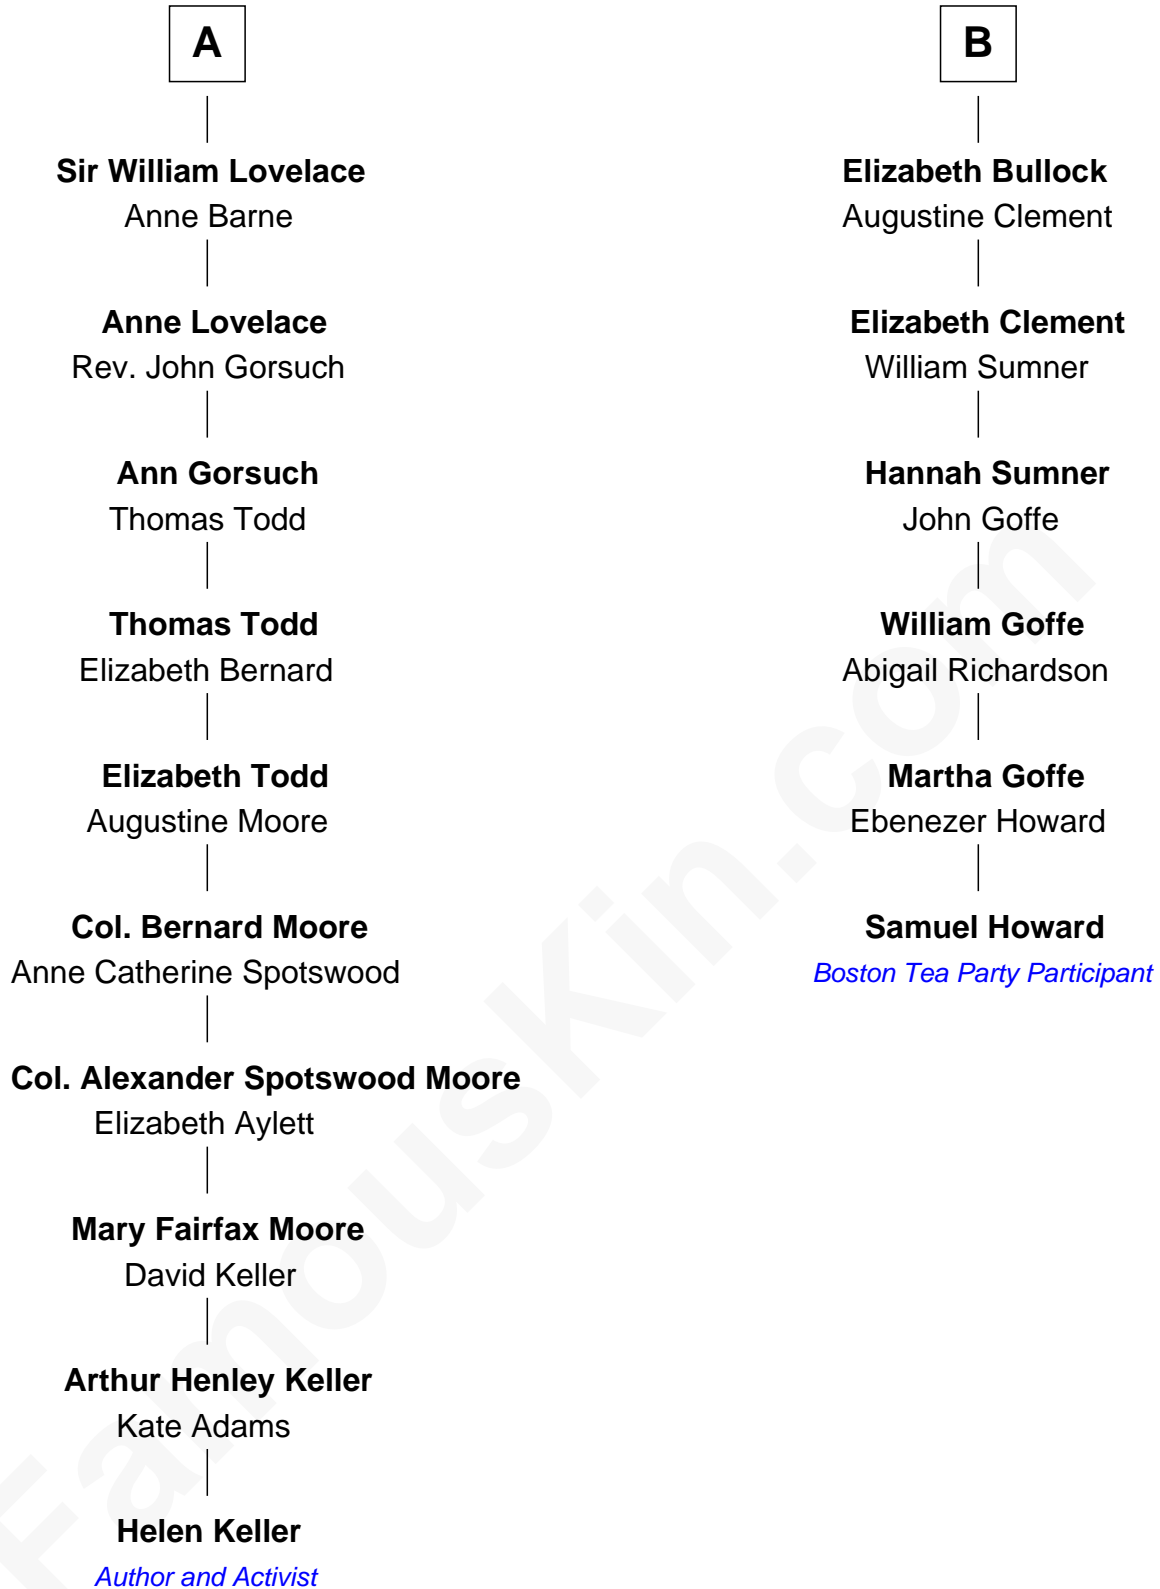 A
Sir William Lovelace
Anne Barne
Anne Lovelace
Rev. John Gorsuch
Ann Gorsuch
Thomas Todd
Thomas Todd
Elizabeth Bernard
Elizabeth Todd
Augustine Moore
Col. Bernard Moore
Anne Catherine Spotswood
Col. Alexander Spotswood Moore
Elizabeth Aylett
Mary Fairfax Moore
David Keller
Arthur Henley Keller
Kate Adams
Helen Keller
Author and Activist
B
Elizabeth Bullock
Augustine Clement
Elizabeth Clement
William Sumner
Hannah Sumner
John Goffe
William Goffe
Abigail Richardson
Martha Goffe
Ebenezer Howard
Samuel Howard
Boston Tea Party Participant
FamousKin.com